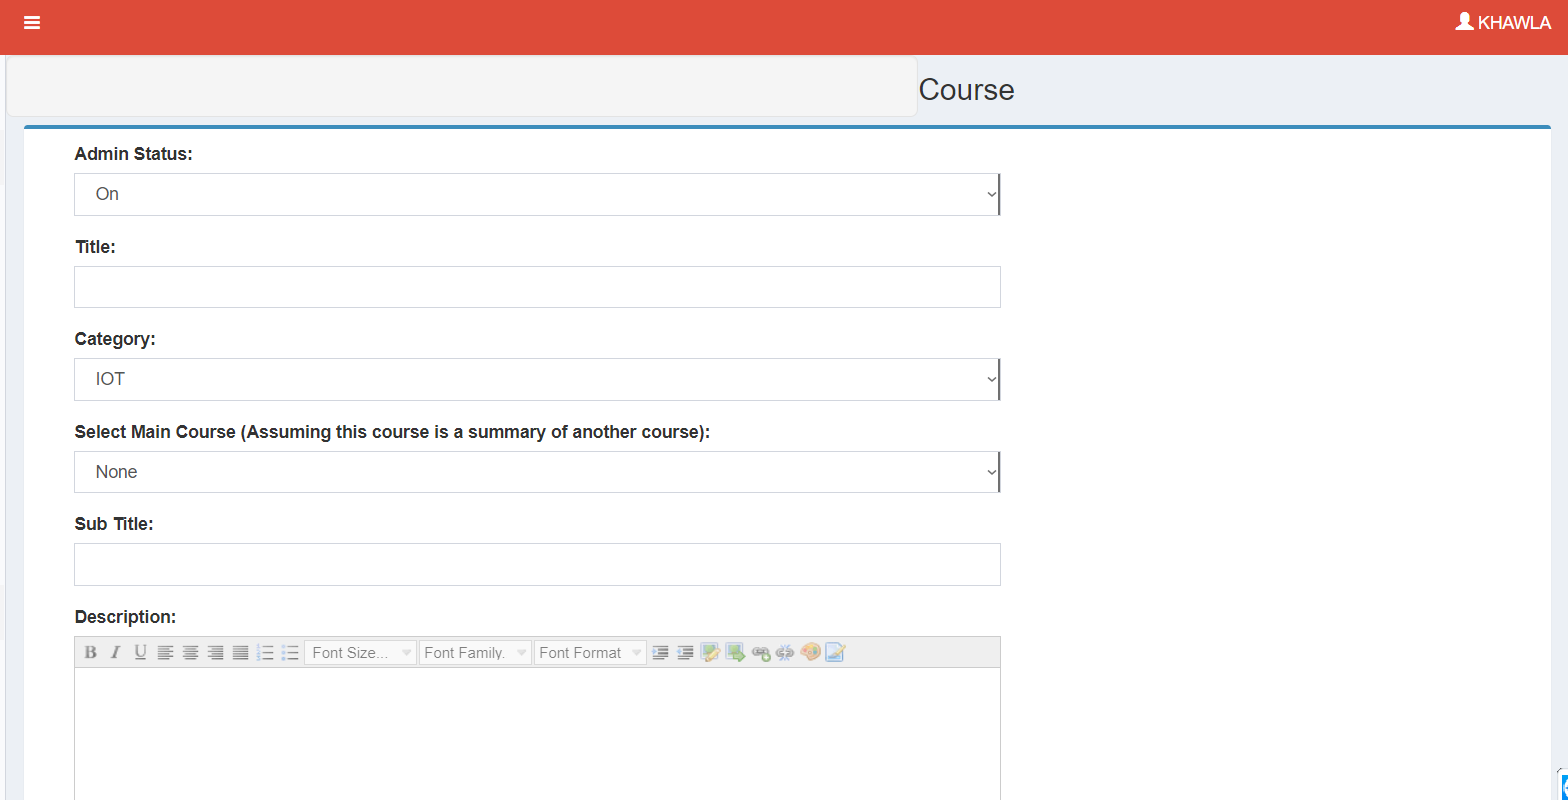 KHAWLA
Course
Admin Status:
On
Title:
Category:
IOT
Select Main Course (Assuming this course is a summary of another course):
None
Sub Title:
Description:
B I U Font Size... Font Family. Font Format